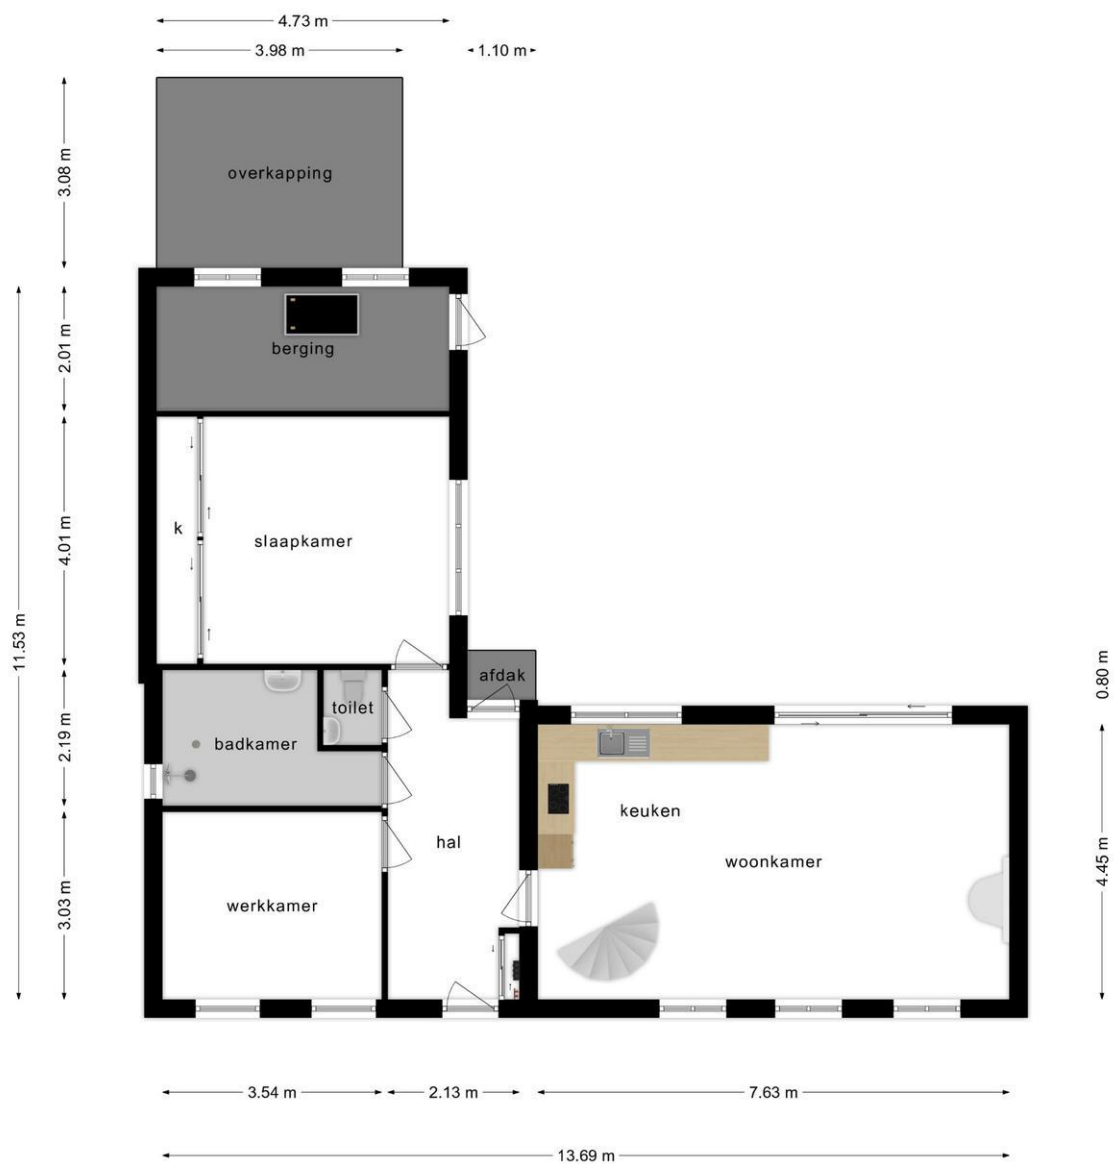 4.73 m
3.98 m
1.10 m
3.08 m
overkapping
2.01 m
berging
4.01 m
k
slaapkamer
11.53 m
0.80 m
afdak
toilet
2.19 m
badkamer
keuken
hal
woonkamer
4.45 m
3.03 m
werkkamer
3.54 m
2.13 m
7.63 m
13.69 m